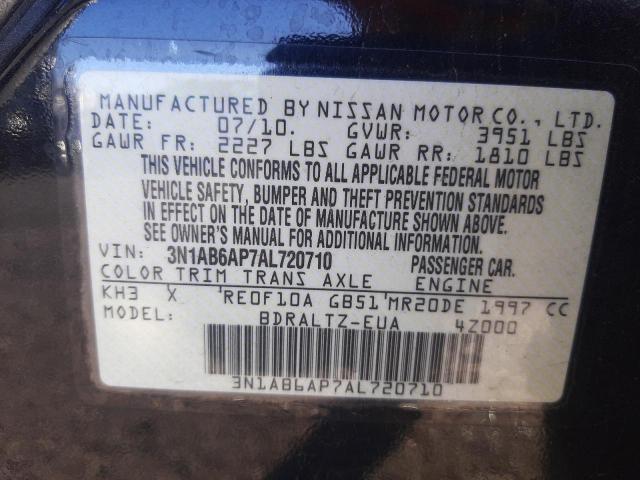 MANUFACTURED BY NISSAN MOTOR CO., LTD.
DATE: 07/10. GVWR: 3951 LBS
GAWR FR: 2227 LBS GAWR RR: 1810 LBS
THIS VEHICLE CONFORMS TO ALL APPLICABLE FEDERAL MOTOR
VEHICLE SAFETY, BUMPER AND THEFT PREVENTION STANDARDS
IN EFFECT ON THE DATE OF MANUFACTURE SHOWN ABOVE.
SEE OWNER'S MANUAL FOR ADDITIONAL INFORMATION.
VIN: 3N1AB6AP7AL720710 PASSENGER CAR.
COLOR TRIM TRANS AXLE ENGINE
KH3 X 'RE0F10A GB51'MR20DE 1997 CC
MODEL: BDRALTZ-EUA 4Z000
3N1AB6AP7AL720710